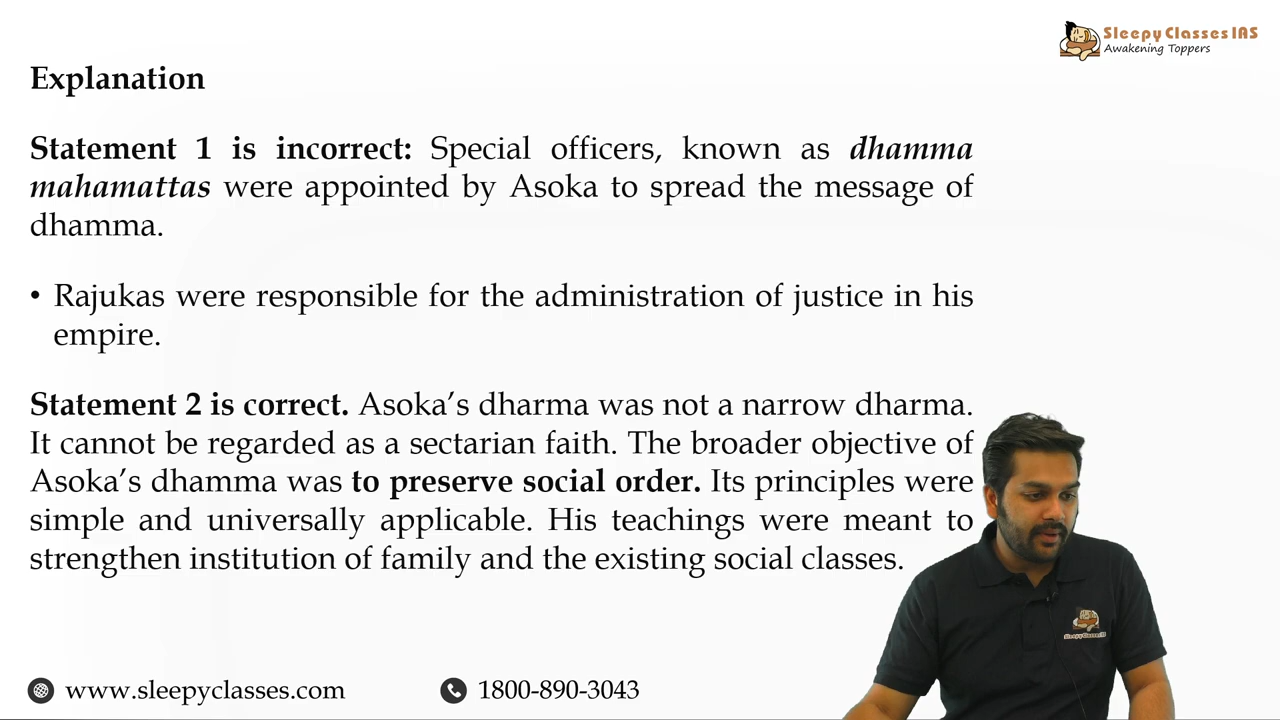 Sleepy Classes IAS
Awakening Toppers
Explanation
Statement 1 is incorrect: Special officers, known as dhamma
mahamattas were appointed by Asoka to spread the message of
dhamma.
• Rajukas were responsible for the administration of justice in his
empire.
Statement 2 is correct. Asoka’s dharma was not a narrow dharma.
It cannot be regarded as a sectarian faith. The broader objective of
Asoka’s dhamma was to preserve social order. Its principles were
simple and universally applicable. His teachings were meant to
strengthen institution of family and the existing social classes.
SleepyClasses IAS
www.sleepyclasses.com
1800-890-3043